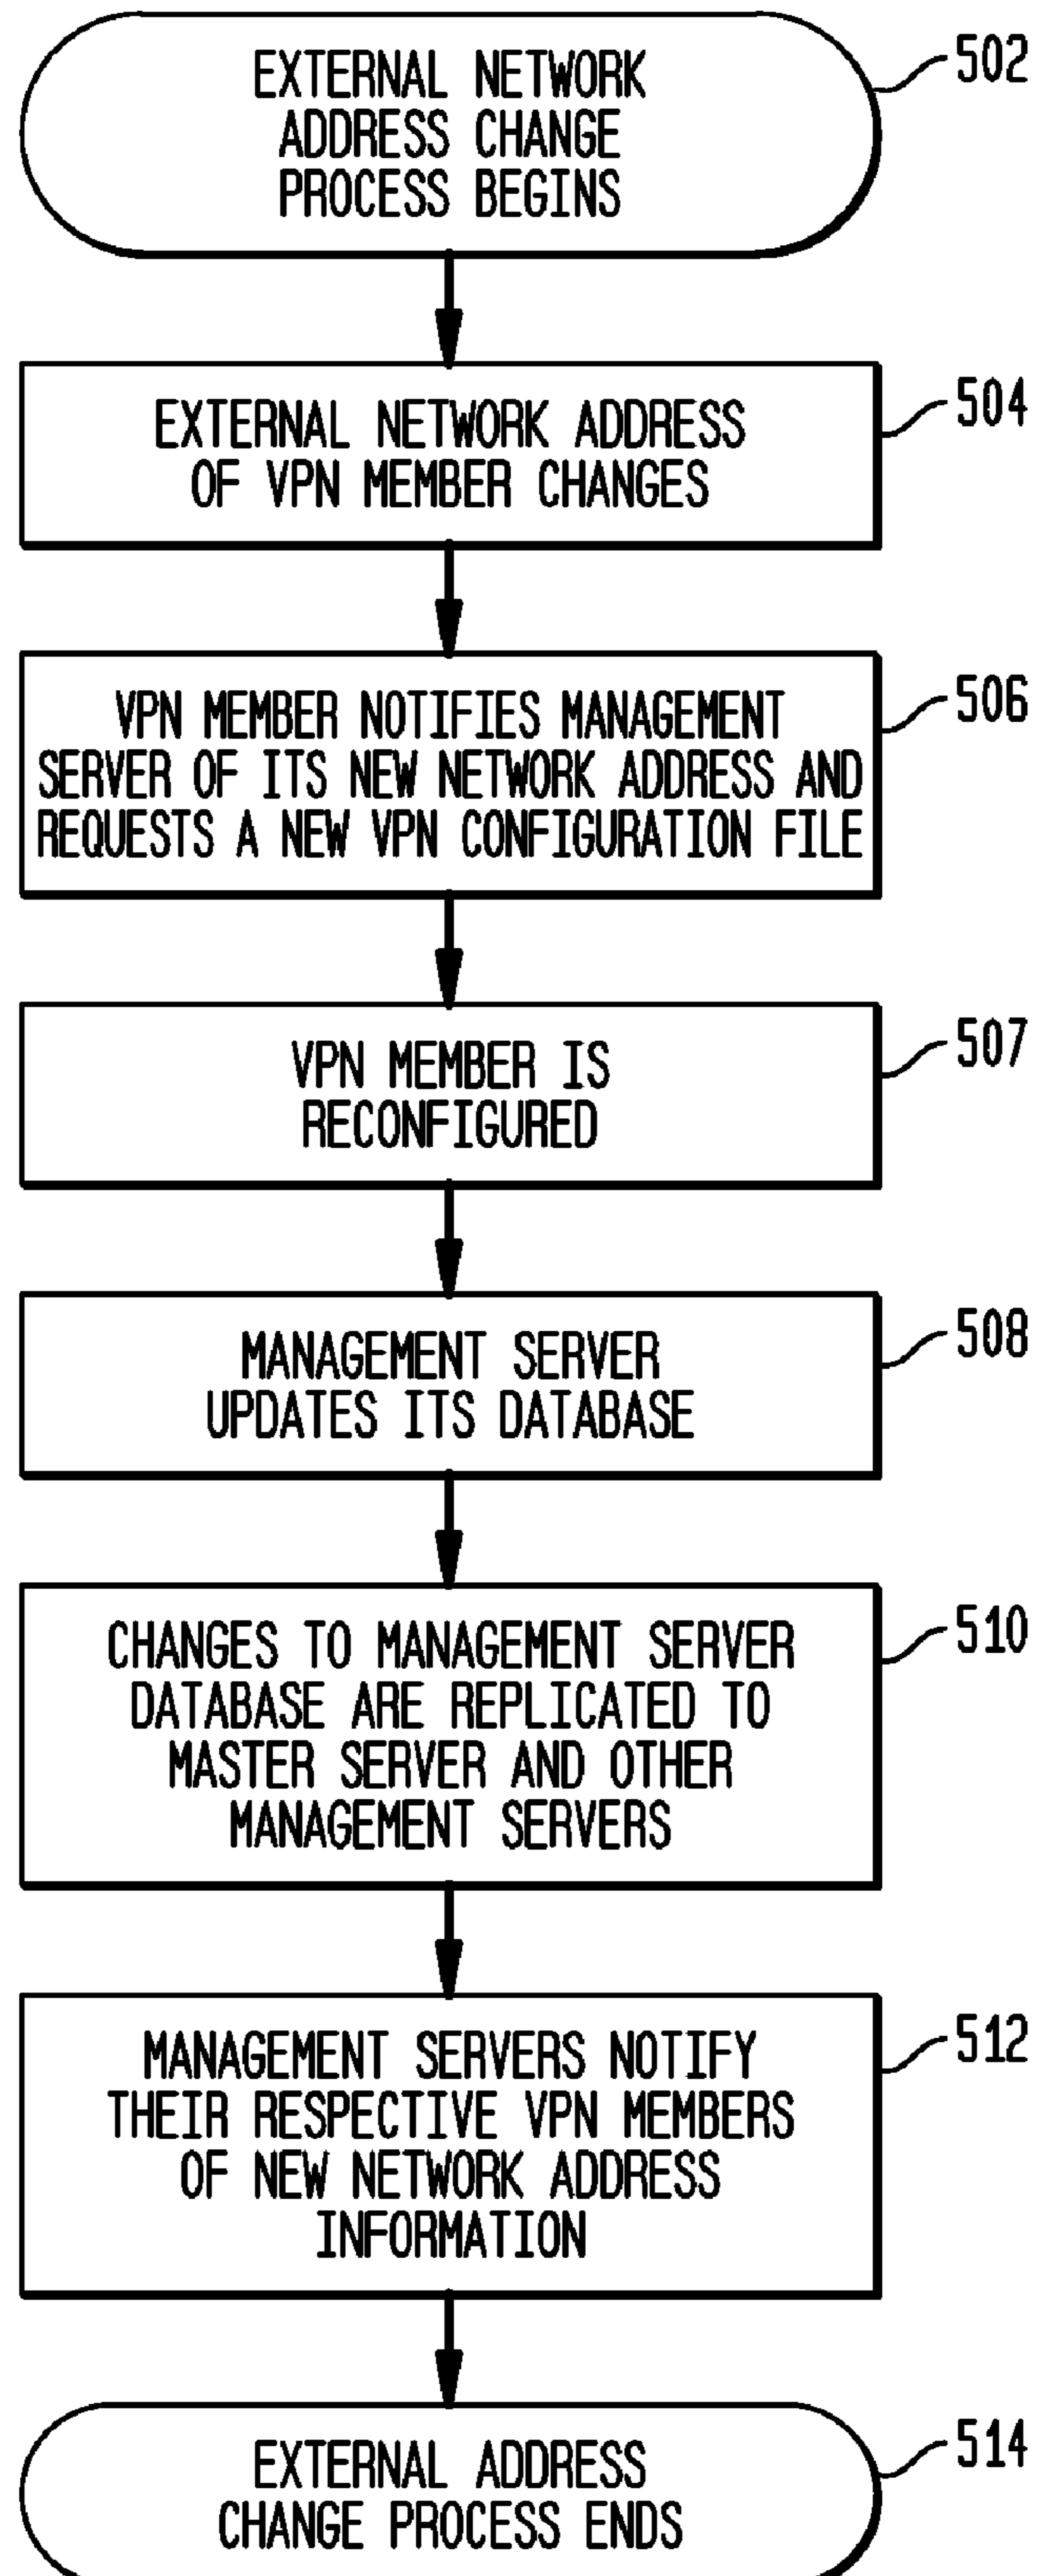 EXTERNAL NETWORK
ADDRESS CHANGE
PROCESS BEGINS
502
EXTERNAL NETWORK ADDRESS
OF VPN MEMBER CHANGES
504
VPN MEMBER NOTIFIES MANAGEMENT
SERVER OF ITS NEW NETWORK ADDRESS AND
REQUESTS A NEW VPN CONFIGURATION FILE
506
VPN MEMBER IS
RECONFIGURED
507
MANAGEMENT SERVER
UPDATES ITS DATABASE
508
CHANGES TO MANAGEMENT SERVER
DATABASE ARE REPLICATED TO
MASTER SERVER AND OTHER
MANAGEMENT SERVERS
510
MANAGEMENT SERVERS NOTIFY
THEIR RESPECTIVE VPN MEMBERS
OF NEW NETWORK ADDRESS
INFORMATION
512
EXTERNAL ADDRESS
CHANGE PROCESS ENDS
514